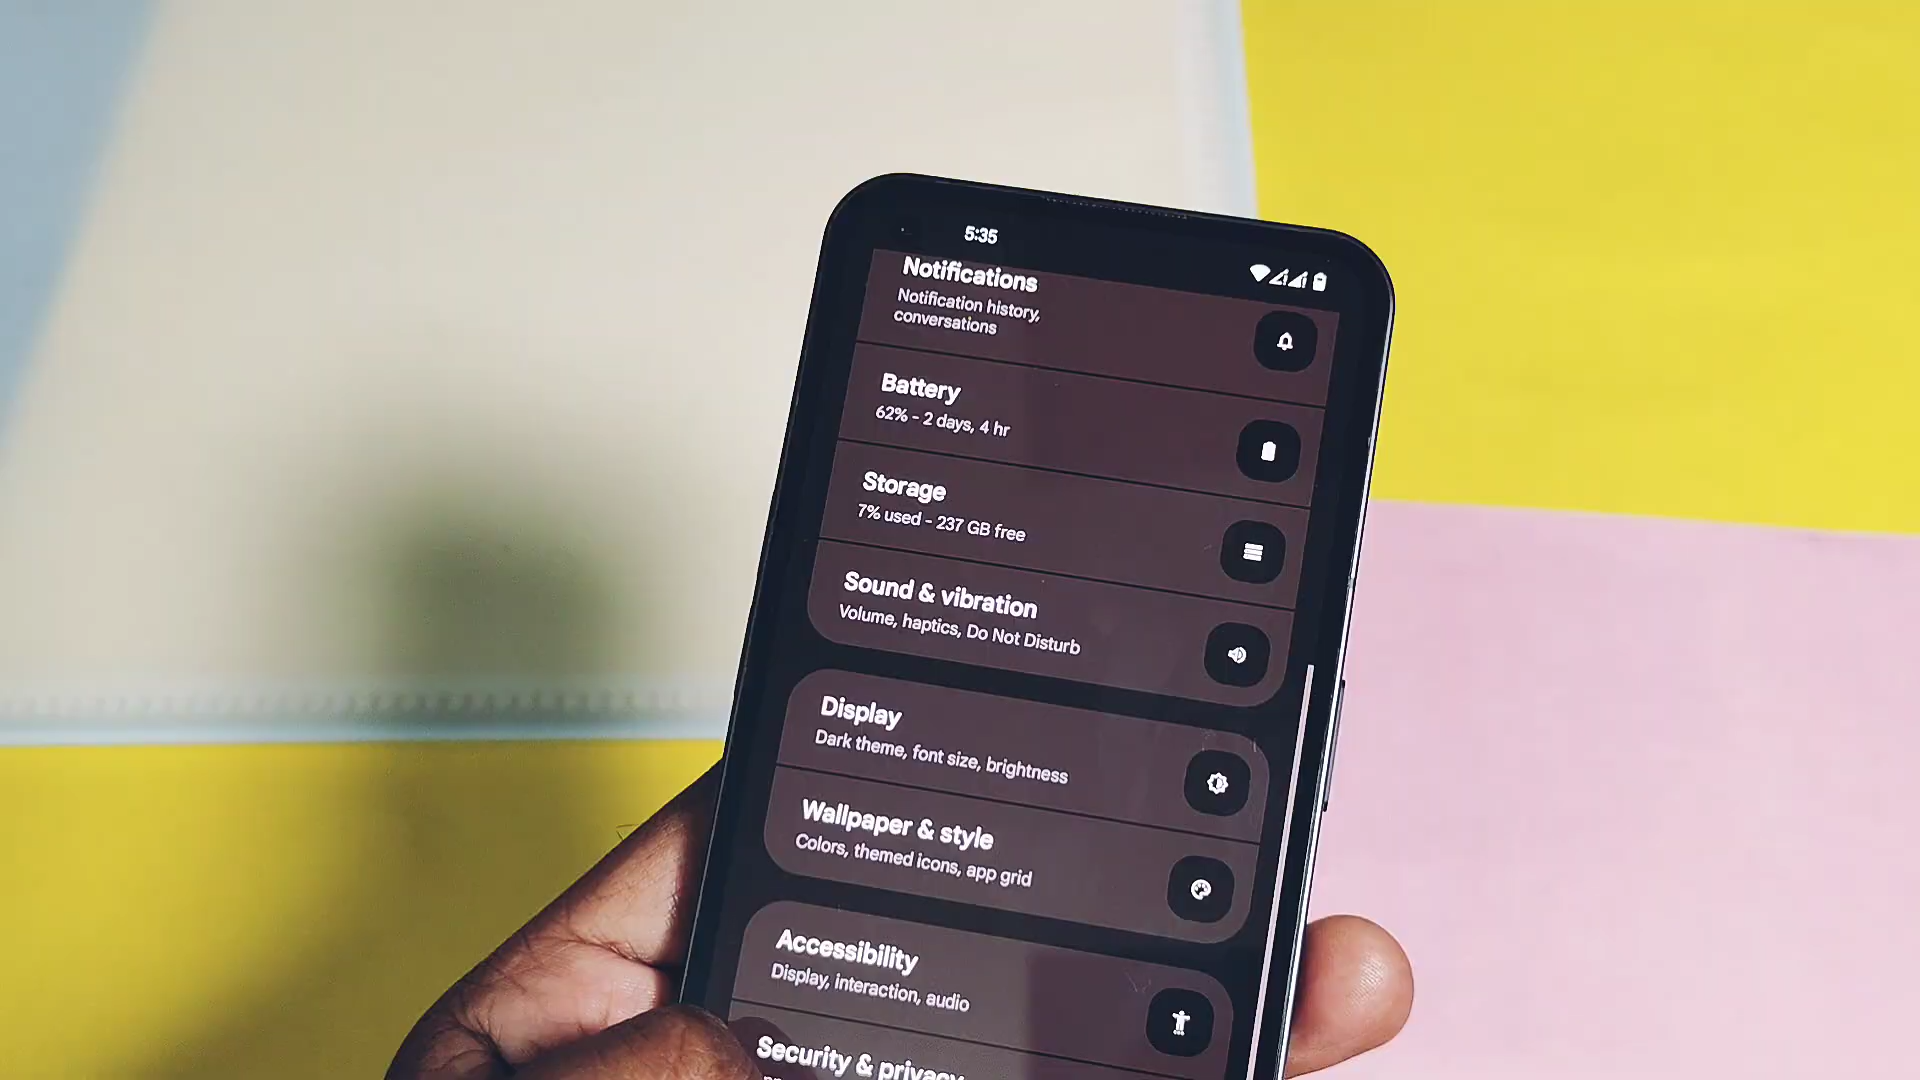 5:35
Notifications
Notification history,
conversations
Battery
62% - 2 days, 4 hr
Storage
7% used - 237 GB free
Sound & vibration
Volume, haptics, Do Not Disturb
Display
Dark theme, font size, brightness
Wallpaper & style
Colors, themed icons, app grid
Accessibility
Display, interaction, audio
Security & privacy